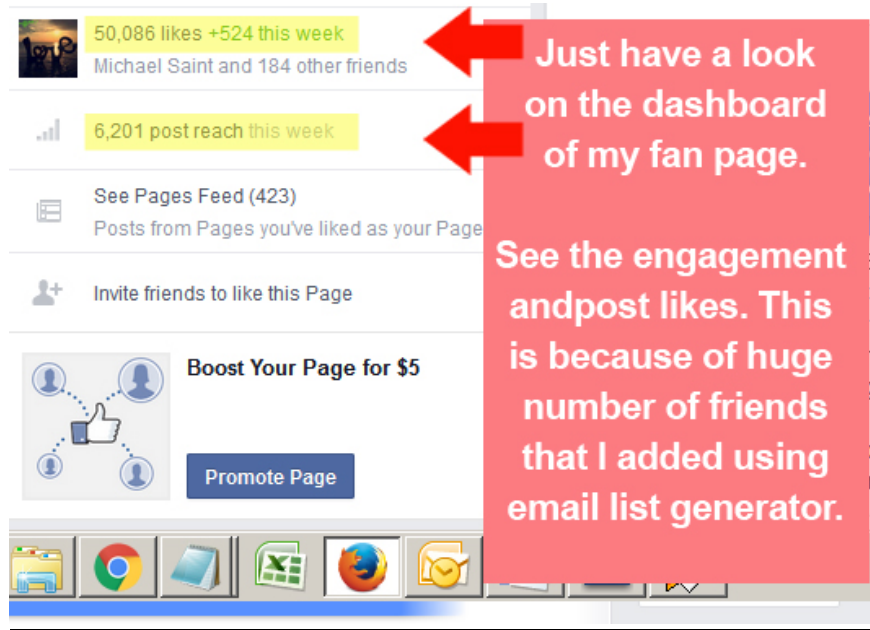 love
50,086 likes +524 this week
Michael Saint and 184 other friends
6,201 post reach this week
See Pages Feed (423)
Posts from Pages you've liked as your Page
Invite friends to like this Page
Boost Your Page for $5
Promote Page
Just have a look
on the dashboard
of my fan page.
See the engagement
andpost likes. This
is because of huge
number of friends
that I added using
email list generator.